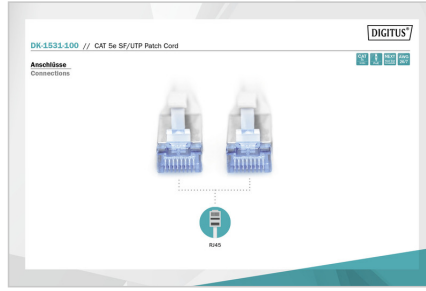 DIGITUS®
DK-1531-100 // CAT 5e SF/UTP Patch Cord
Anschlüsse
Connections
RJ45